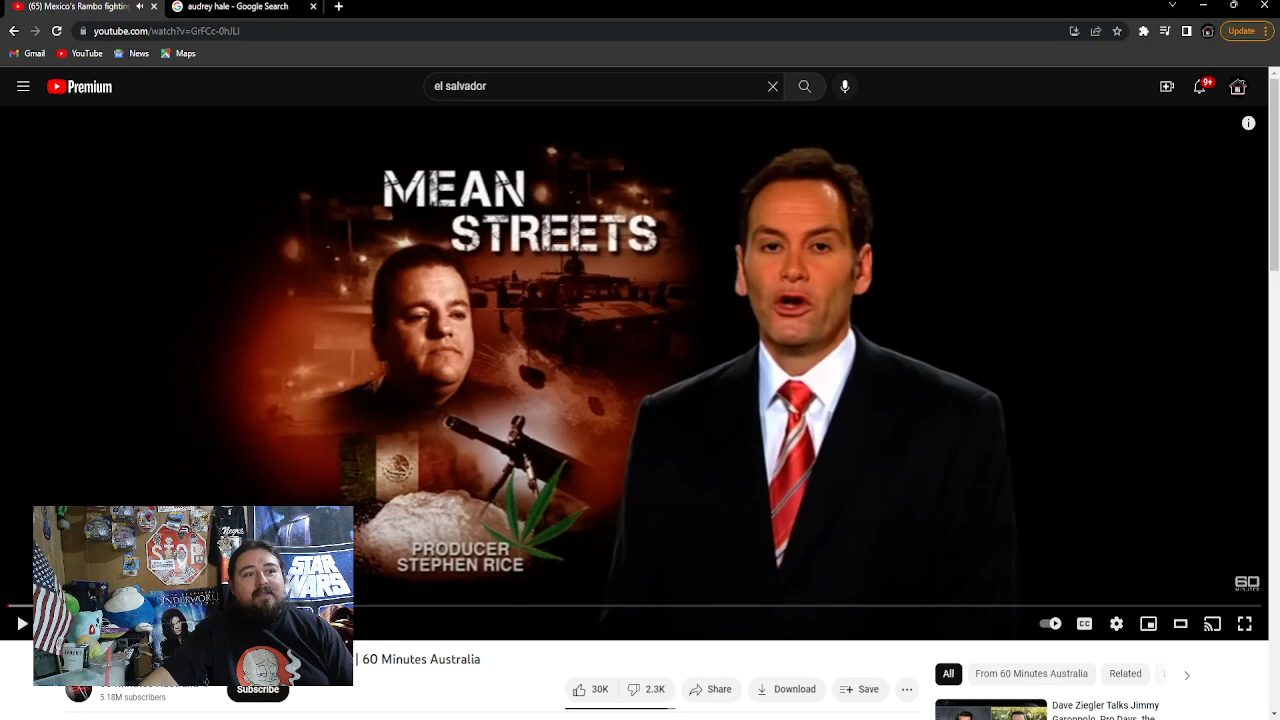 (65) Mexico's Rambo fighting
audrey hale - Google Search
youtube.com/watch?v=GrFCc-0hJLI
Update
Gmail
YouTube
News
Maps
Premium
el salvador
9+
MEAN
STREETS
PRODUCER
STEPHEN RICE
60
MINUTES
STOP
STAR
WARS
CC
| 60 Minutes Australia
5.18M subscribers
Subscribe
30K
2.3K
Share
Download
Save
All
From 60 Minutes Australia
Related
Dave Ziegler Talks Jimmy
Garoppolo, Pro Days, the